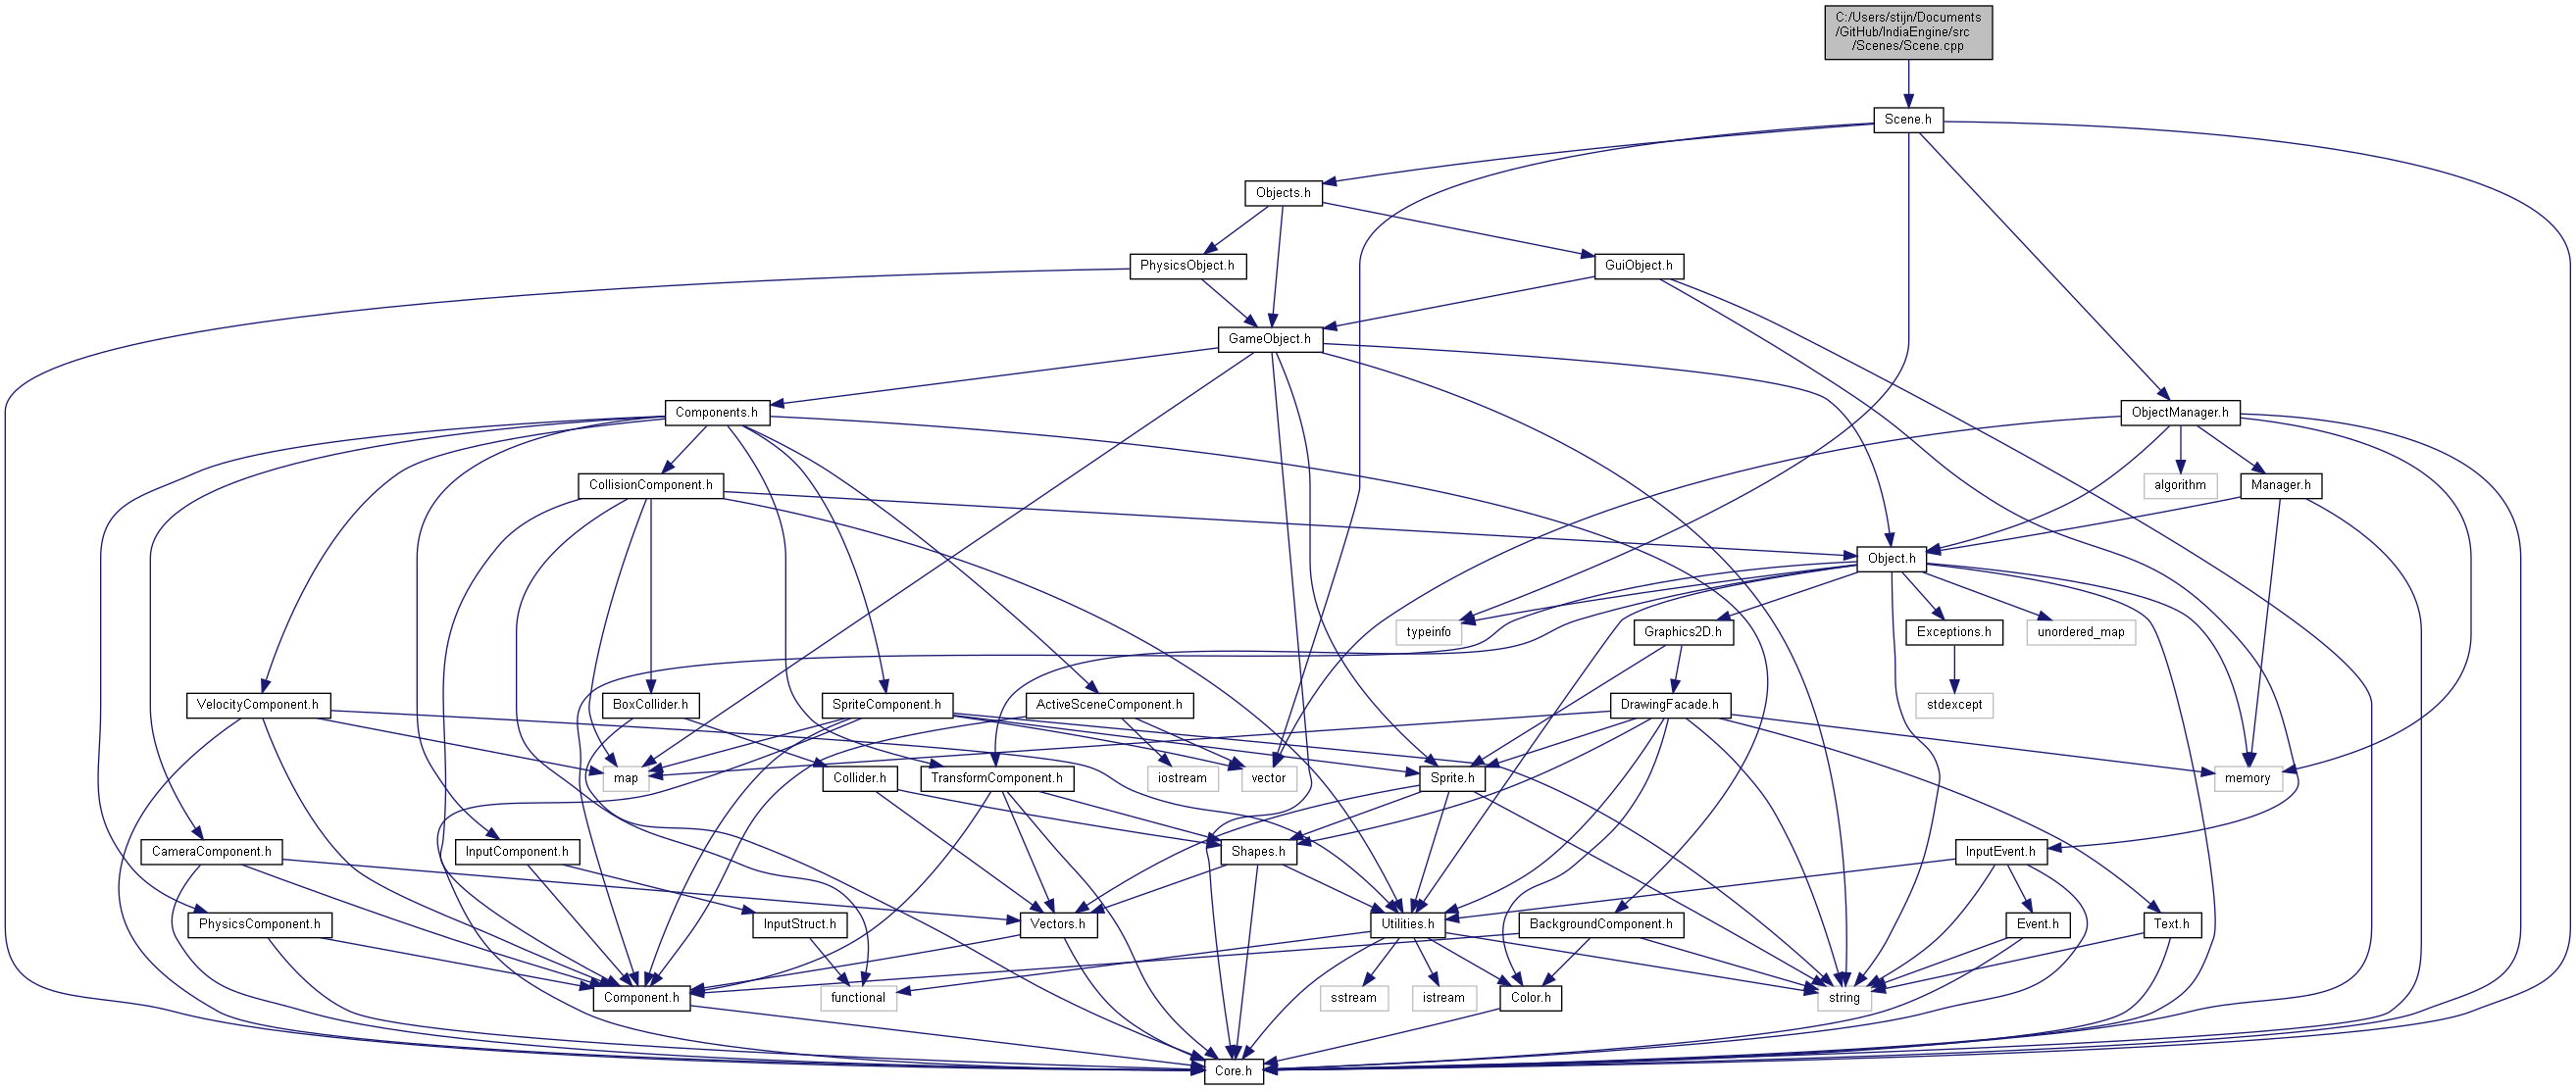 C:/Users/stijn/Documents
/GitHub/IndiaEngine/src
/Scenes/Scene.cpp
Scene.h
Objects.h
PhysicsObject.h
GuiObject.h
GameObject.h
Components.h
ObjectManager.h
CollisionComponent.h
algorithm
Manager.h
Object.h
typeinfo
Graphics2D.h
Exceptions.h
unordered_map
VelocityComponent.h
BoxCollider.h
SpriteComponent.h
ActiveSceneComponent.h
DrawingFacade.h
stdexcept
map
Collider.h
TransformComponent.h
iostream
vector
Sprite.h
memory
CameraComponent.h
InputComponent.h
Shapes.h
InputEvent.h
PhysicsComponent.h
InputStruct.h
Vectors.h
Utilities.h
BackgroundComponent.h
Event.h
Text.h
Component.h
functional
sstream
istream
Color.h
string
Core.h